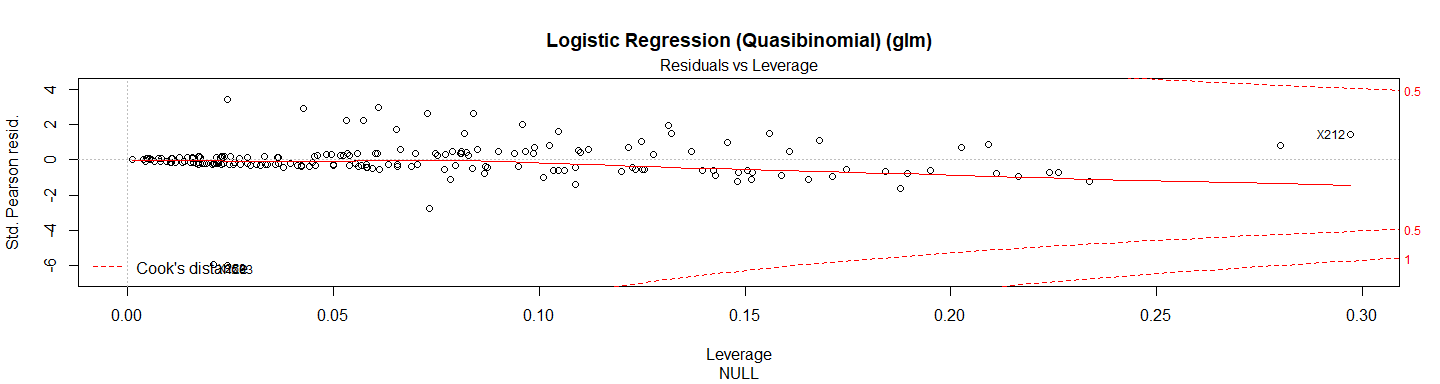 Logistic Regression (Quasibinomial) (glm)
Residuals vs Leverage
Std. Pearson resid.
4
2
0
-2
-4
-6
0.5
X212
0.5
1
Cook's distance
0.00
0.05
0.10
0.15
0.20
0.25
0.30
Leverage
NULL